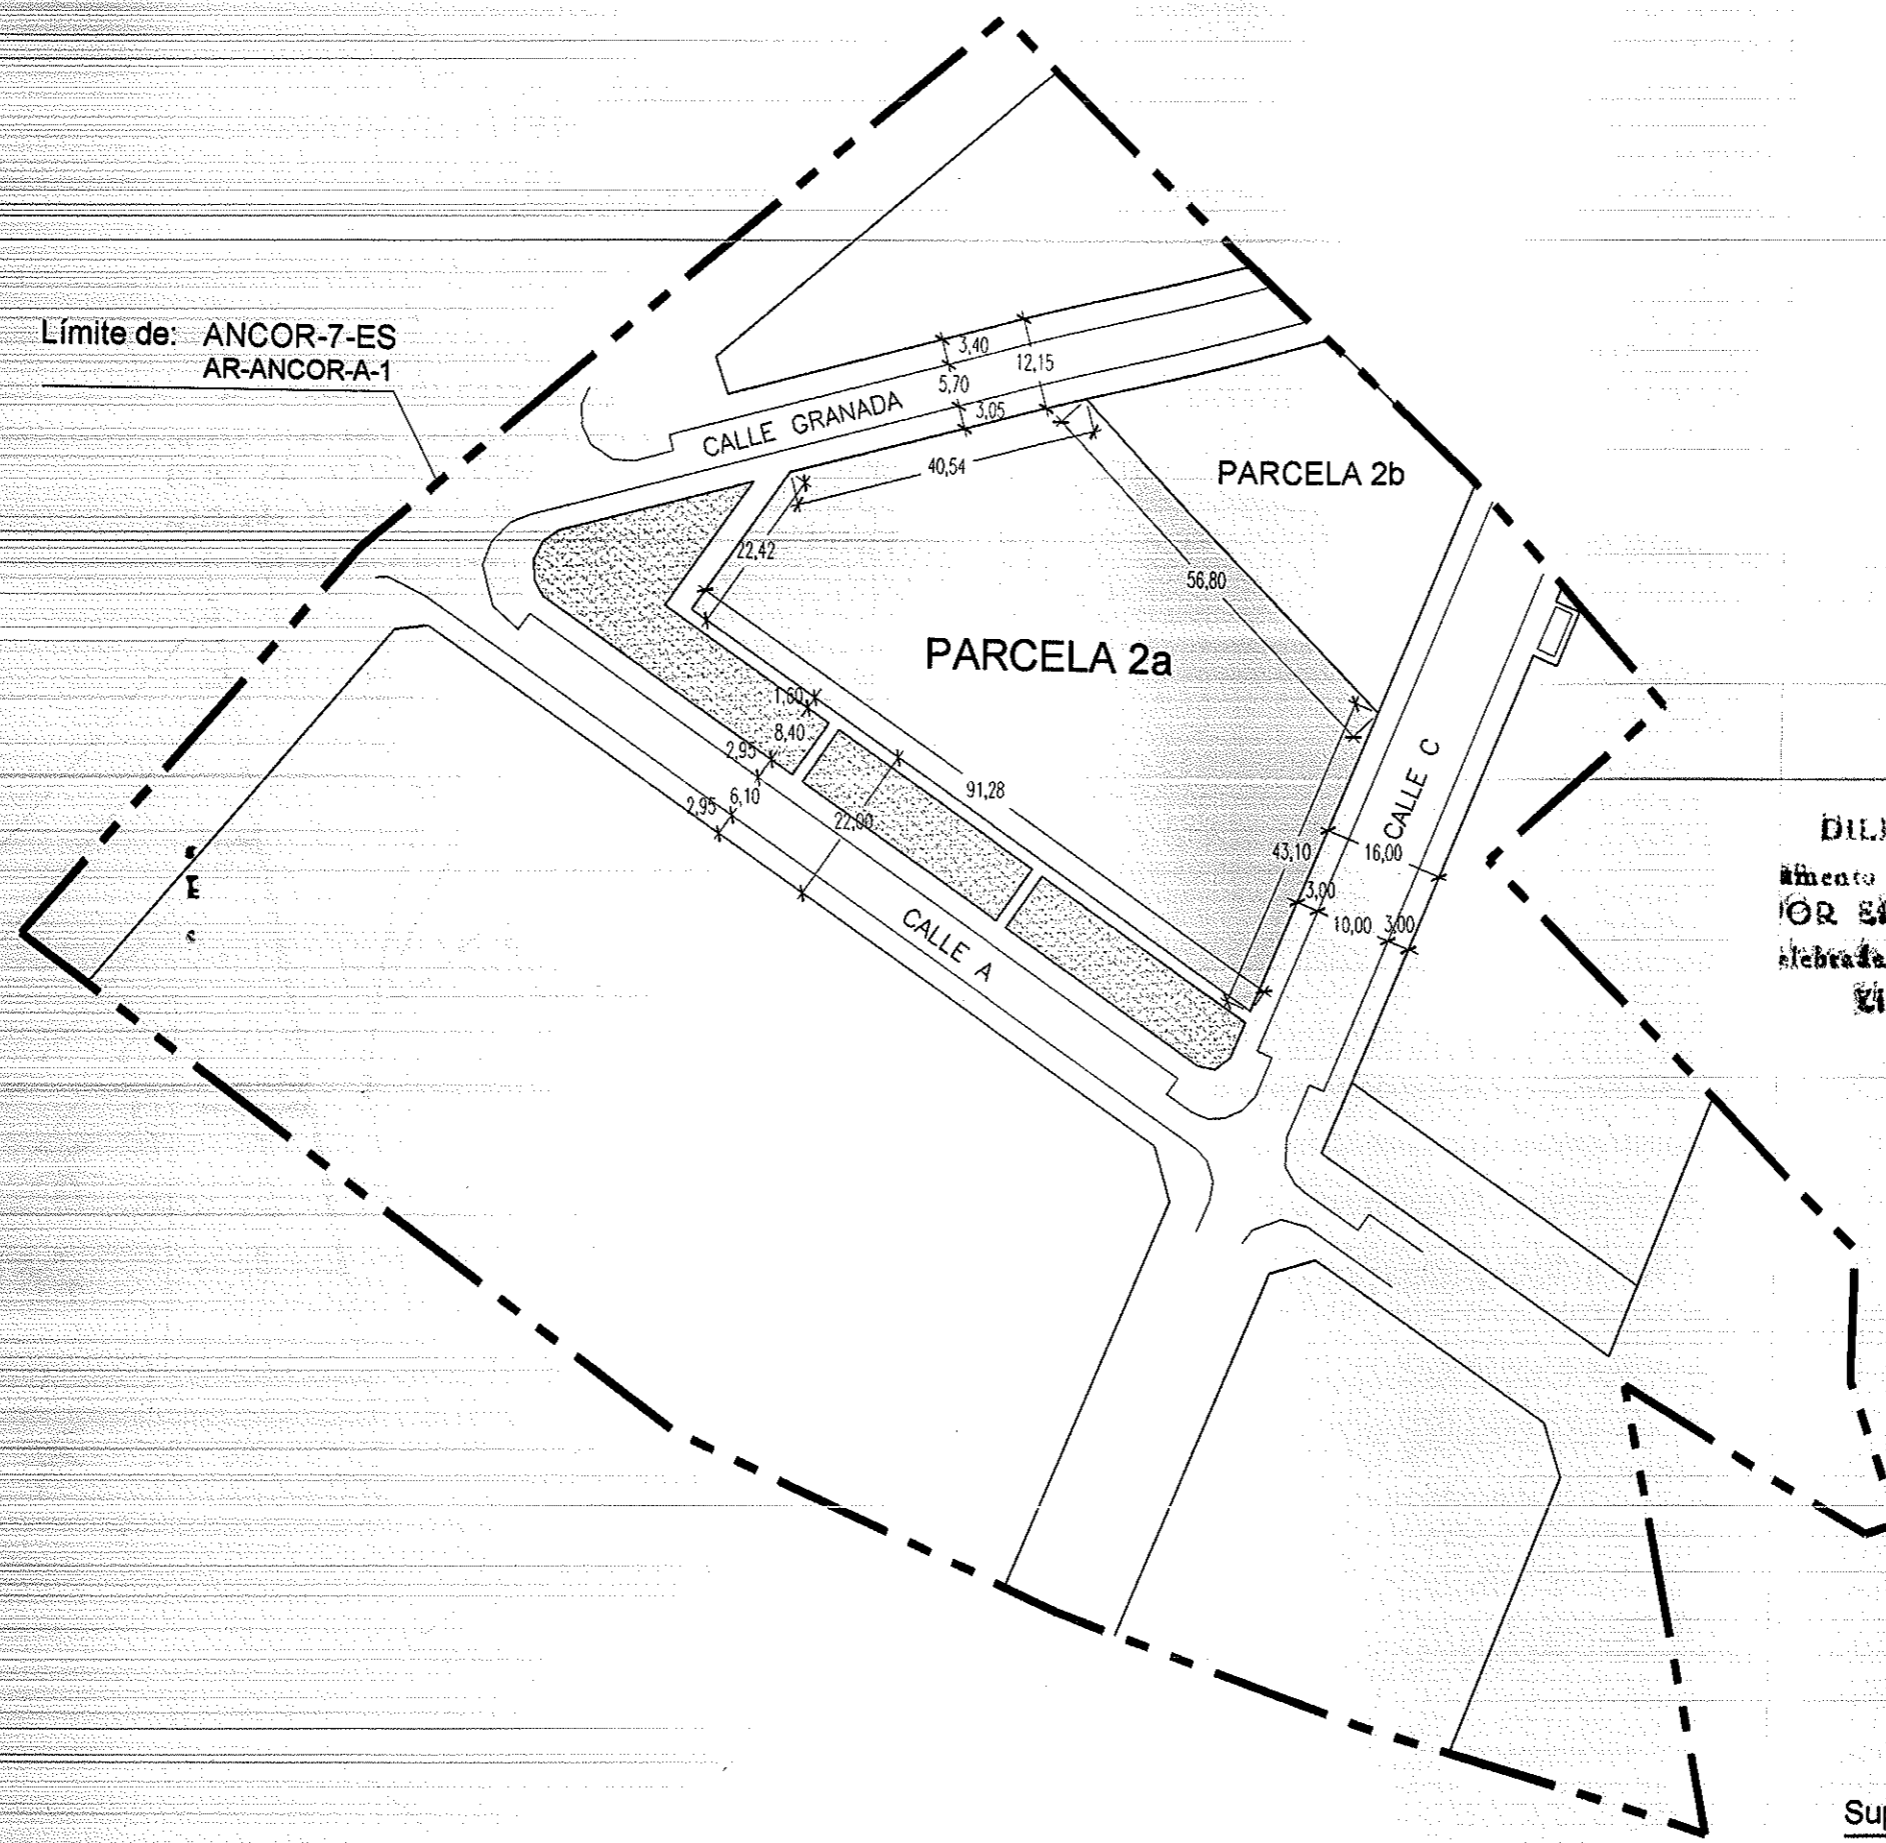 Límite de: ANCOR-7-ES
AR-ANCOR-A-1
3,40
12,15
5,70
3,05
CALLE GRANADA
40,54
PARCELA 2b
22,42
56,80
PARCELA 2a
1,60
8,40
2,95
6,10
2,95
22,00
91,28
CALLE C
43,10
16,00
3,00
10,00
3,00
CALLE A